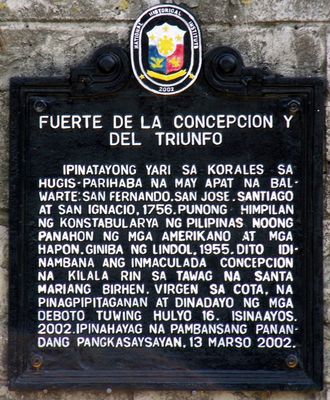 NATIONAL HISTORICAL INSTITUTE
2002
FUERTE DE LA CONCEPCION Y
DEL TRIUNFO
IPINATAYONG YARI SA KORALES SA
HUGIS-PARIHABA NA MAY APAT NA BAL-
WARTE: SAN FERNANDO. SAN JOSE. SANTIAGO
AT SAN IGNACIO, 1756. PUNONG HIMPILAN
NG KONSTABULARYA NG PILIPINAS NOONG
PANAHON NG MGA AMERIKANO AT MGA
HAPON. GINIBA NG LINDOL, 1955. DITO IDI-
NAMBANA ANG INMACULADA CONCEPCION
NA KILALA RIN SA TAWAG NA SANTA
MARIANG BIRHEN. VIRGEN SA COTA, NA
PINAGPIPITAGANAN AT DINADAYO NG MGA
DEBOTO TUWING HULYO 16. ISINAAYOS.
2002. IPINAHAYAG NA PAMBANSANG PANAN-
DANG PANGKASAYSAYAN, 13 MARSO 2002.